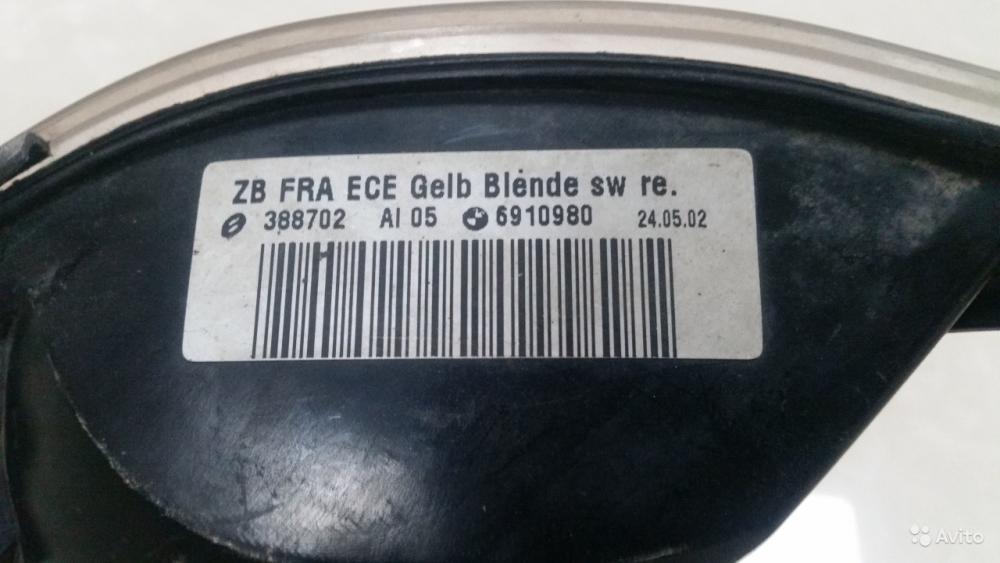 ZB FRA ECE Gelb Blende sw re.
388702 AI 05 6910980 24.05.02
Avito